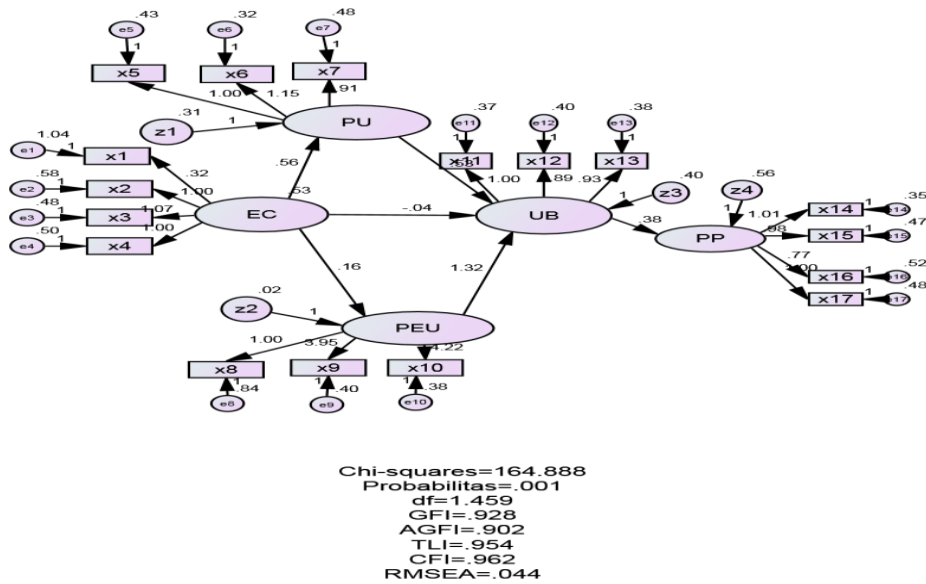 .43 .32 .48
e5 e6 e7
1 1 1
x5 x6 x7
1.00 1.15 .91
.31
z1 1 PU
.37 .40 .38
e11 e12 e13
1 1 1
x11 x12 x13
1.00 .89 .93
1.04
e1 1 x1
.32
.58
e2 1 x2
1.00
.48
e3 1 x3
1.07
.50
e4 1 x4
1.00
.56
.53
EC
-.04
UB
1 z3 .40
.38
z4 .56
1
PP
1.01 x14 1 e14 .35
.98 x15 1 e15 .47
.77 x16 1 e16 .52
x17 1 e17 .48
.16
1.32
.02
z2 1
PEU
1.00 3.95 4.22
x8 x9 x10
1 1 1
.84 .40 .38
e8 e9 e10
Chi-squares=164.888
Probabilitas=.001
df=1.459
GFI=.928
AGFI=.902
TLI=.954
CFI=.962
RMSEA=.044